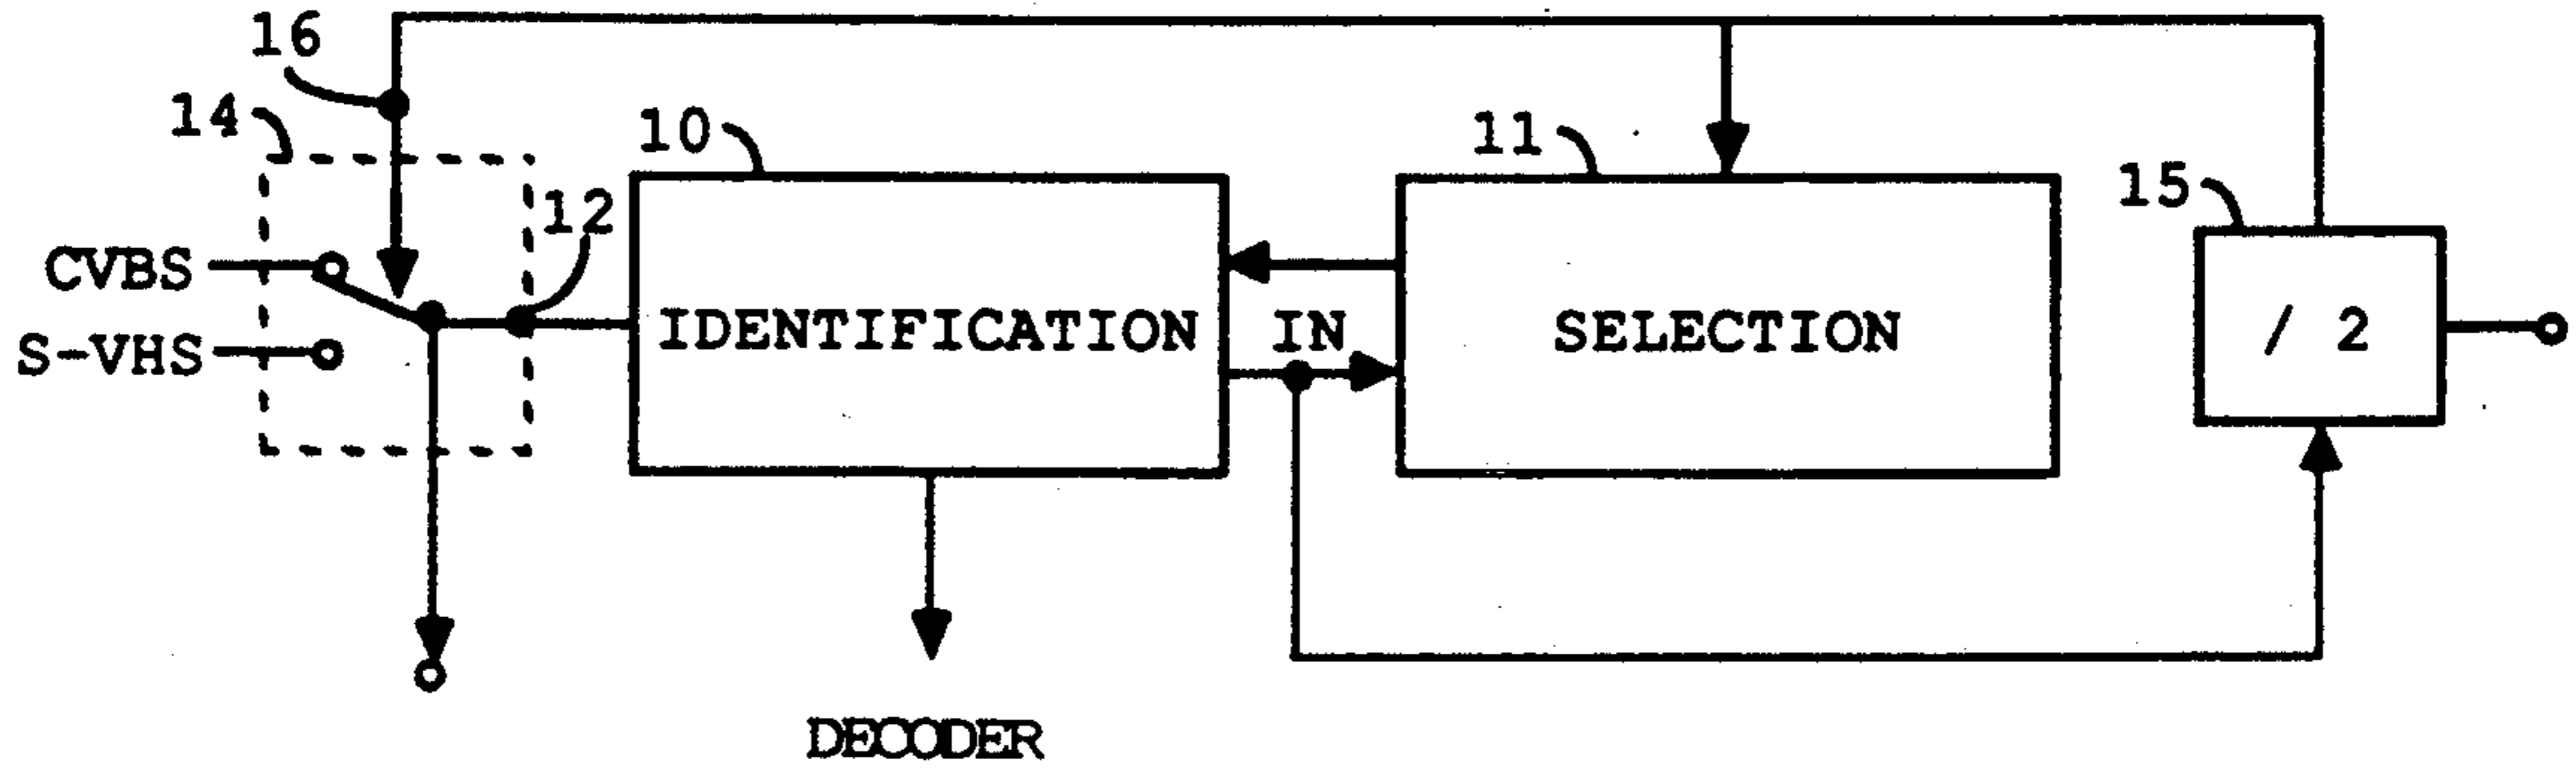 16
14
10
11
15
12
CVBS
S-VHS
IDENTIFICATION
IN
SELECTION
/ 2
DECODER